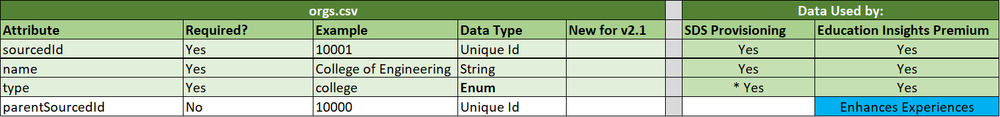 orgs.csv Data Used by:
Attribute Required? Example Data Type New for v2.1 SDS Provisioning Education Insights Premium
sourcedId Yes 10001 Unique Id Yes Yes
name Yes College of Engineering String Yes Yes
type Yes college Enum * Yes Yes
parentSourcedId No 10000 Unique Id Enhances Experiences